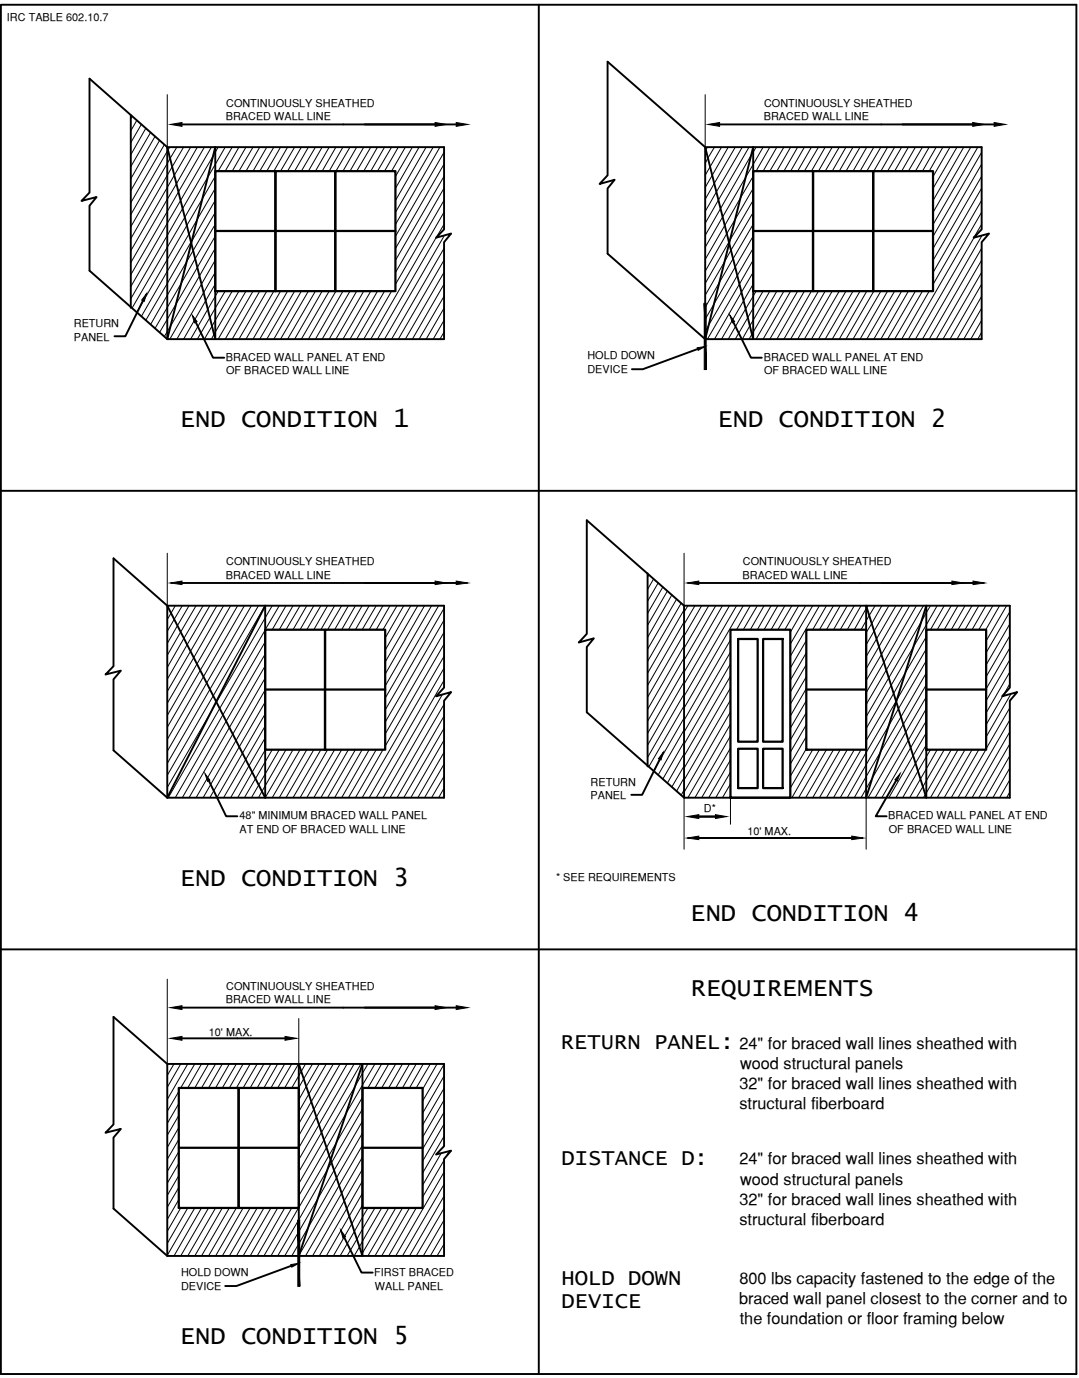 IRC TABLE 602.10.7
CONTINUOUSLY SHEATHED
BRACED WALL LINE
RETURN
PANEL
BRACED WALL PANEL AT END
OF BRACED WALL LINE
END CONDITION 1
CONTINUOUSLY SHEATHED
BRACED WALL LINE
HOLD DOWN
DEVICE
BRACED WALL PANEL AT END
OF BRACED WALL LINE
END CONDITION 2
CONTINUOUSLY SHEATHED
BRACED WALL LINE
48" MINIMUM BRACED WALL PANEL
AT END OF BRACED WALL LINE
END CONDITION 3
CONTINUOUSLY SHEATHED
BRACED WALL LINE
RETURN
PANEL
D*
10' MAX.
BRACED WALL PANEL AT END
OF BRACED WALL LINE
* SEE REQUIREMENTS
END CONDITION 4
CONTINUOUSLY SHEATHED
BRACED WALL LINE
10' MAX.
HOLD DOWN
DEVICE
FIRST BRACED
WALL PANEL
END CONDITION 5
REQUIREMENTS
RETURN PANEL: 24" for braced wall lines sheathed with
wood structural panels
32" for braced wall lines sheathed with
structural fiberboard
DISTANCE D: 24" for braced wall lines sheathed with
wood structural panels
32" for braced wall lines sheathed with
structural fiberboard
HOLD DOWN
DEVICE
800 lbs capacity fastened to the edge of the
braced wall panel closest to the corner and to
the foundation or floor framing below